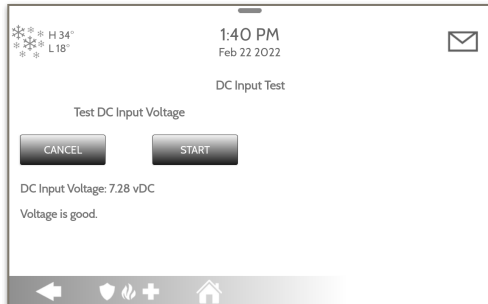 H 34°
L 18°
1:40 PM
Feb 22 2022
DC Input Test
Test DC Input Voltage
CANCEL
START
DC Input Voltage: 7.28 vDC
Voltage is good.